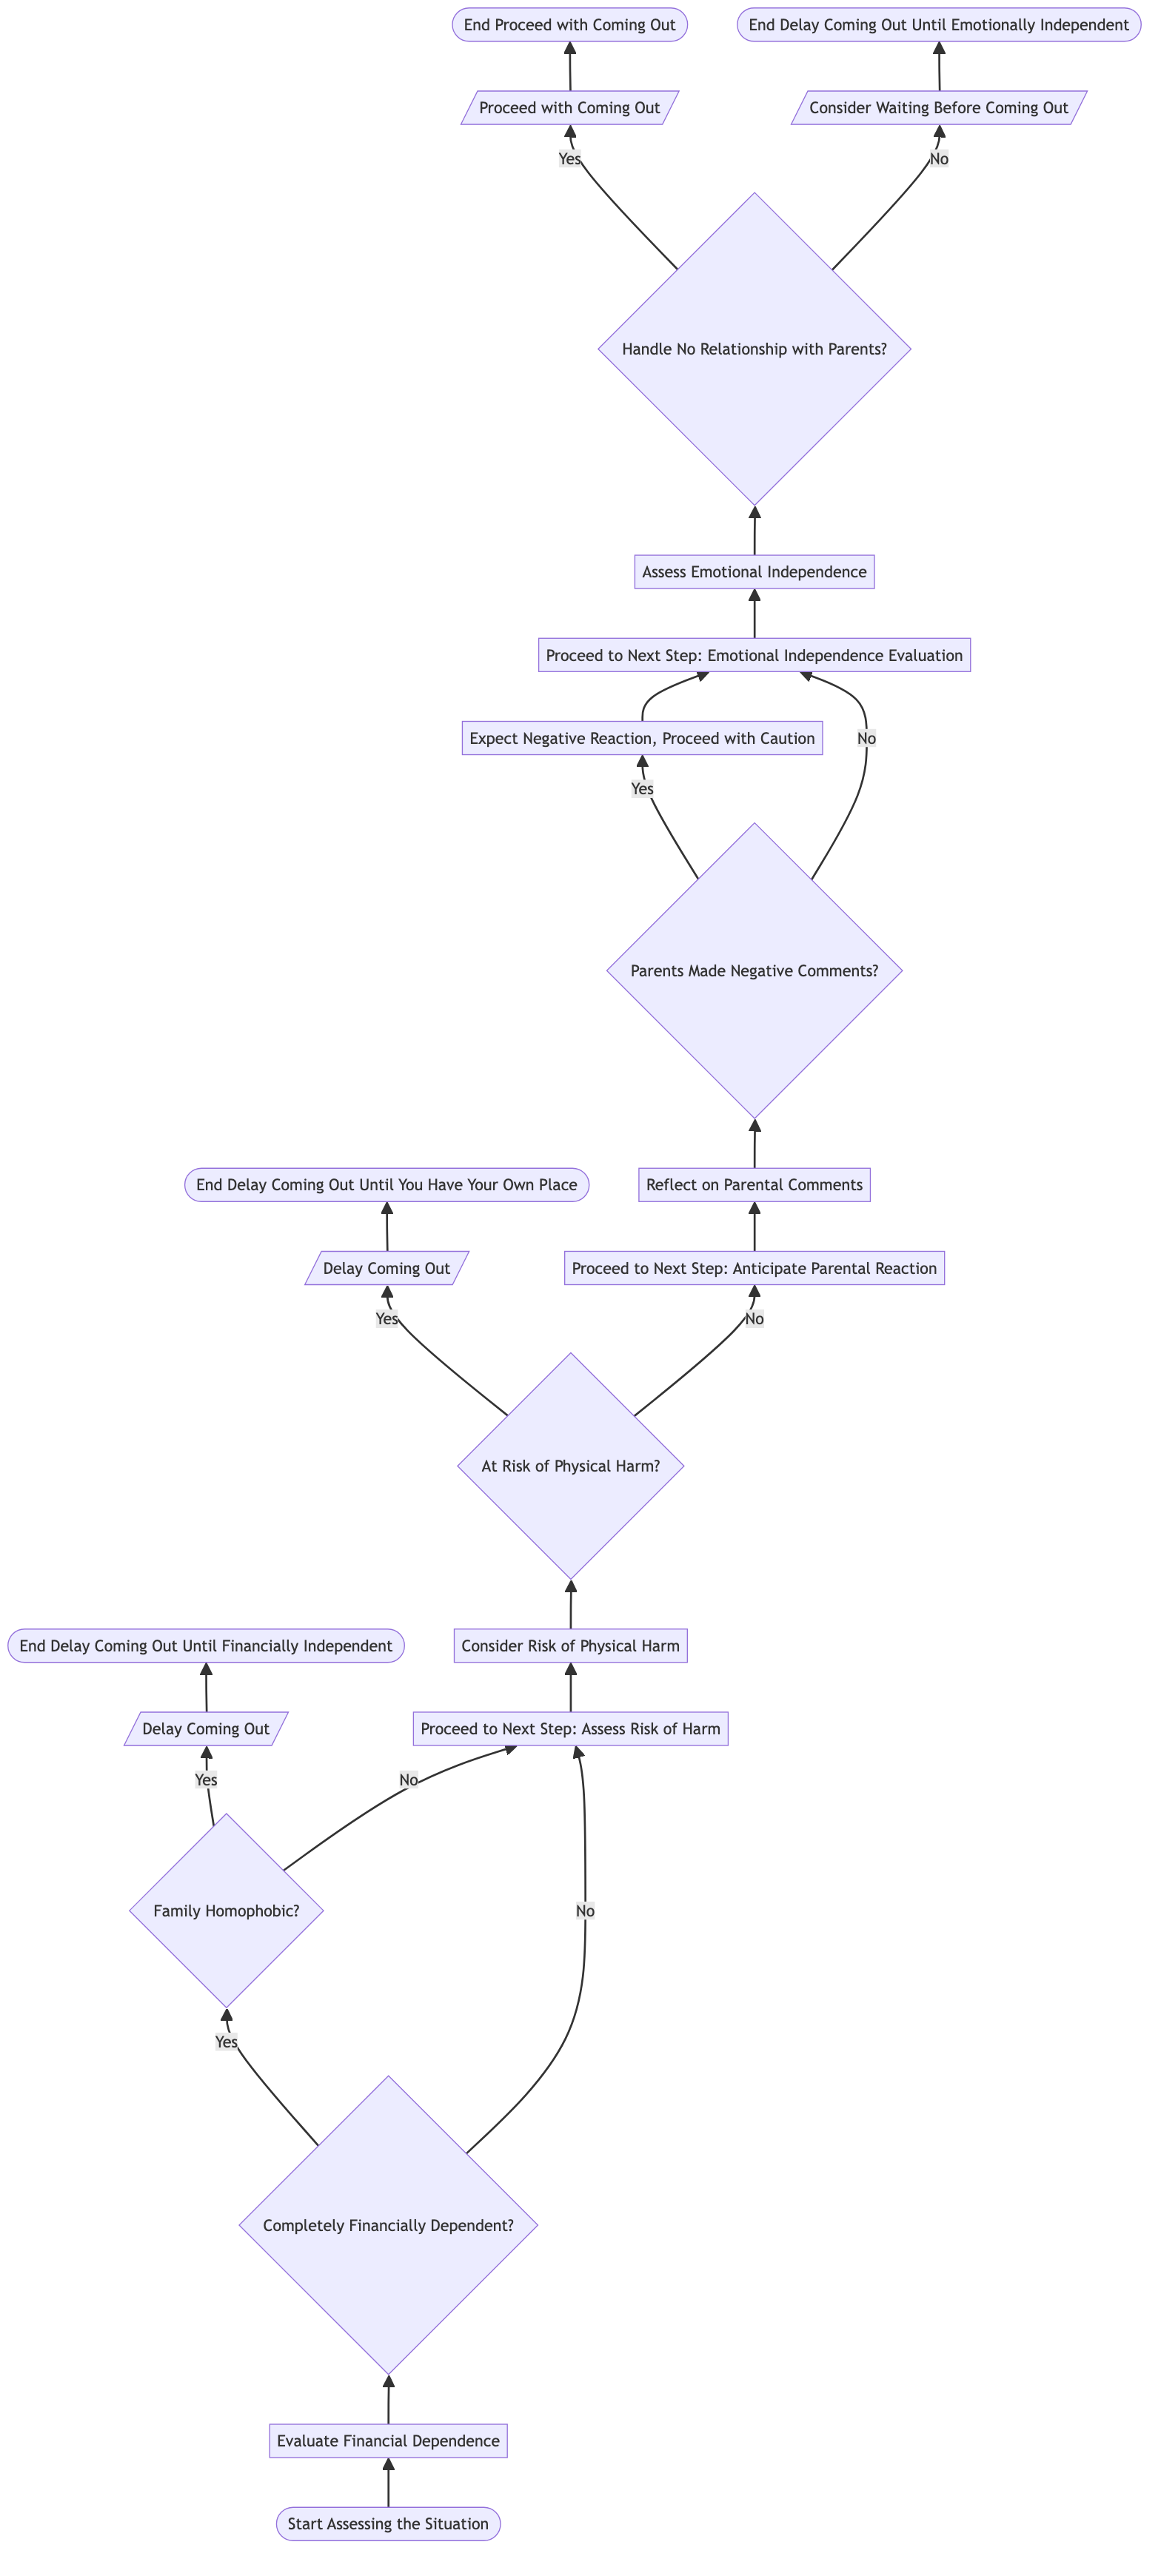 End Proceed with Coming Out
End Delay Coming Out Until Emotionally Independent
Proceed with Coming Out
Consider Waiting Before Coming Out
Yes
No
Handle No Relationship with Parents?
Assess Emotional Independence
Proceed to Next Step: Emotional Independence Evaluation
Expect Negative Reaction, Proceed with Caution
No
Yes
Parents Made Negative Comments?
End Delay Coming Out Until You Have Your Own Place
Reflect on Parental Comments
Delay Coming Out
Proceed to Next Step: Anticipate Parental Reaction
Yes
No
At Risk of Physical Harm?
End Delay Coming Out Until Financially Independent
Consider Risk of Physical Harm
Delay Coming Out
Proceed to Next Step: Assess Risk of Harm
Yes
No
Family Homophobic?
No
Yes
Completely Financially Dependent?
Evaluate Financial Dependence
Start Assessing the Situation